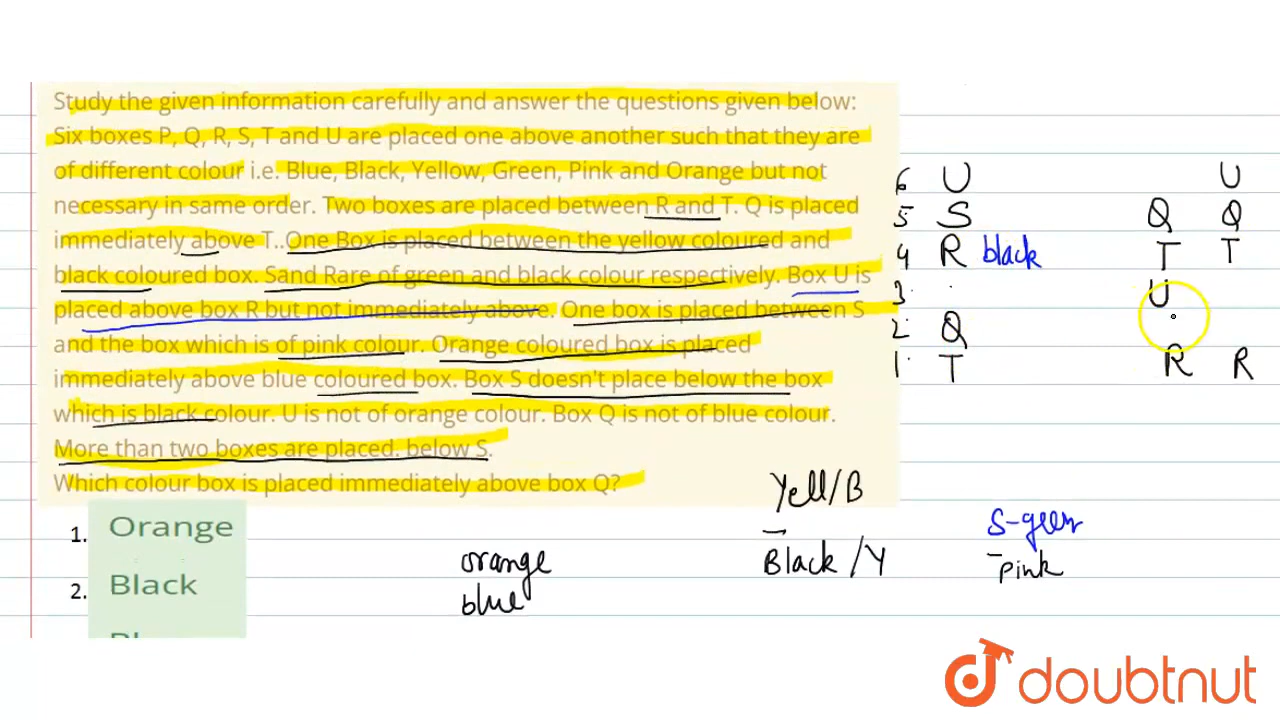 Study the given information carefully and answer the questions given below:
Six boxes P, Q, R, S, T and U are placed one above another such that they are
of different colour i.e. Blue, Black, Yellow, Green, Pink and Orange but not
necessary in same order. Two boxes are placed between R and T. Q is placed
immediately above T..One Box is placed between the yellow coloured and
black coloured box. Sand Rare of green and black colour respectively. Box U is
placed above box R but not immediately above. One box is placed between S
and the box which is of pink colour. Orange coloured box is placed
immediately above blue coloured box. Box S doesn't place below the box
which is black colour. U is not of orange colour. Box Q is not of blue colour.
More than two boxes are placed. below S.
Which colour box is placed immediately above box Q?
1. Orange
2. Black
orange
blue
Yell/B
Black/Y
S-geen
Pink
6 U U
5 S Q Q
4 R black T T
3 U
2 Q
1 T R R
doubtnut